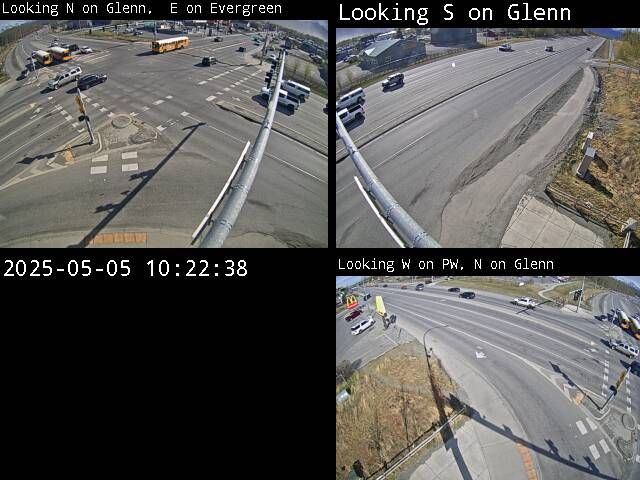 Looking N on Glenn,  E on Evergreen
Looking S on Glenn
2025-05-05 10:22:38
Looking W on PW, N on Glenn